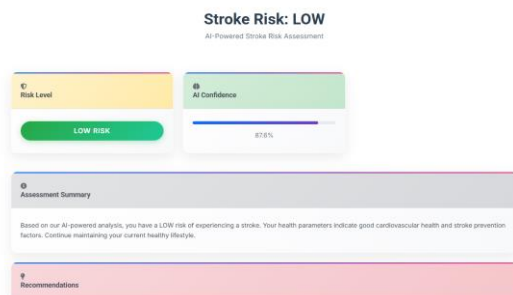 Stroke Risk: LOW
AI-Powered Stroke Risk Assessment
Risk Level
AI Confidence
LOW RISK
87.6%
Assessment Summary
Based on our AI-powered analysis, you have a LOW risk of experiencing a stroke. Your health parameters indicate good cardiovascular health and stroke prevention
factors. Continue maintaining your current healthy lifestyle.
Recommendations